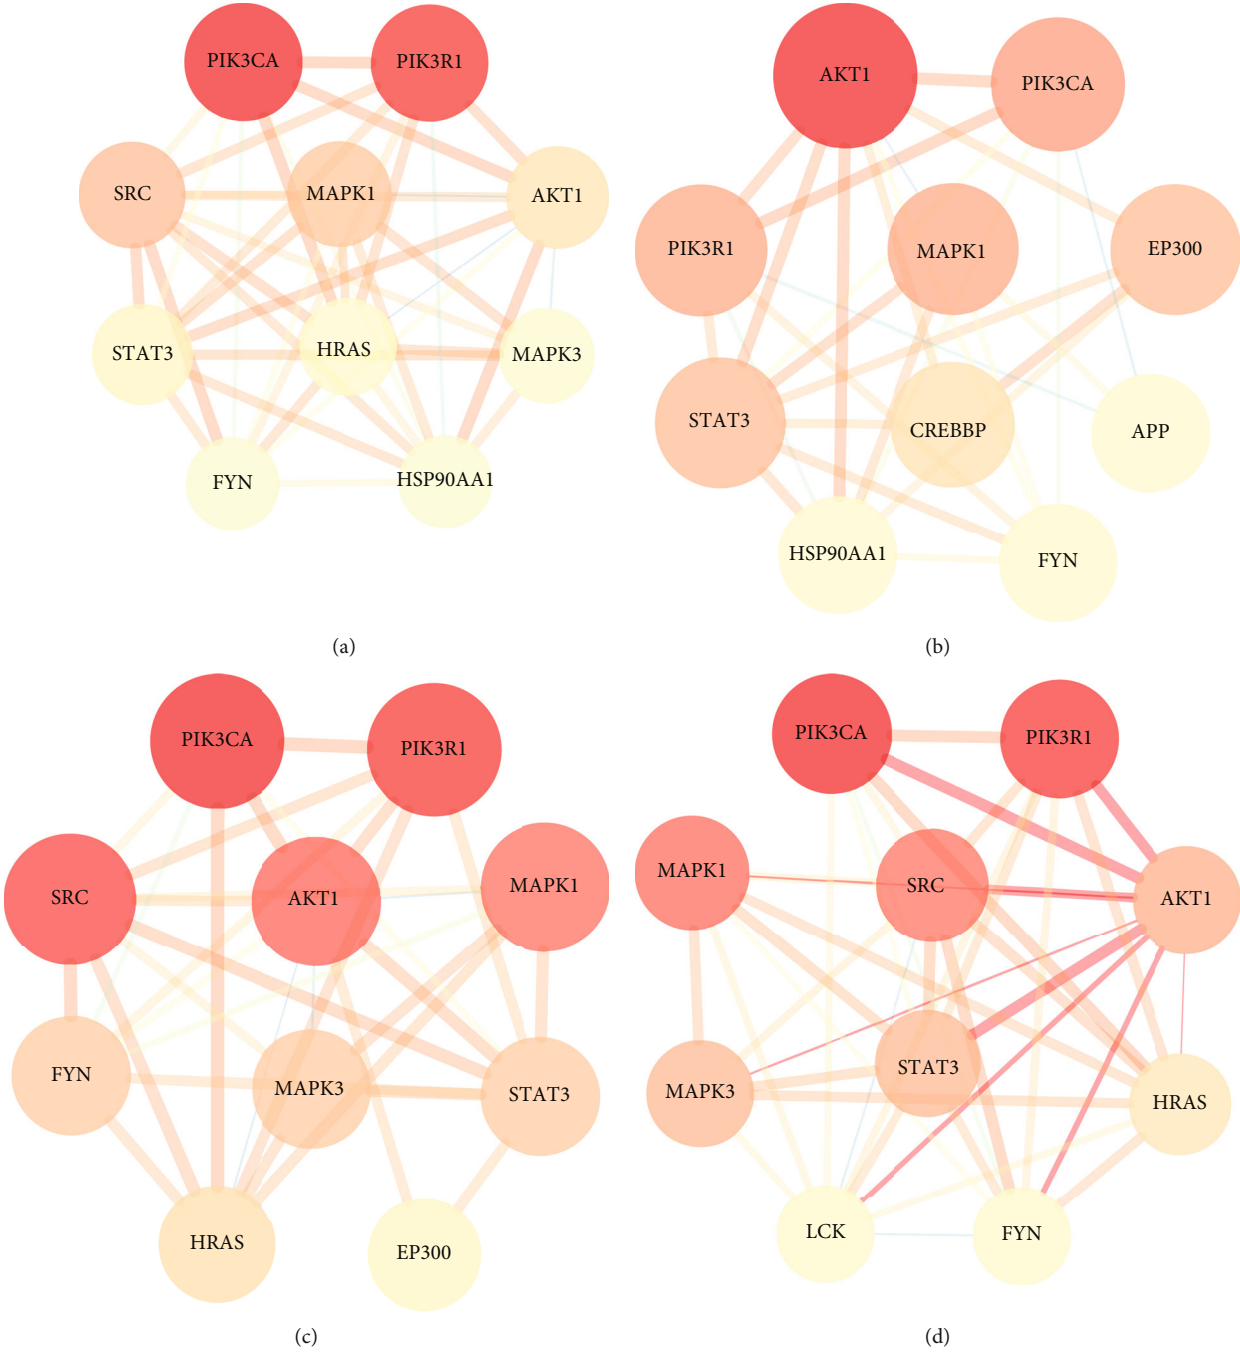 PIK3CA
PIK3R1
SRC
MAPK1
AKT1
STAT3
HRAS
MAPK3
FYN
HSP90AA1
(a)
AKT1
PIK3CA
PIK3R1
MAPK1
EP300
STAT3
CREBBP
APP
HSP90AA1
FYN
(b)
PIK3CA
PIK3R1
SRC
AKT1
MAPK1
FYN
MAPK3
STAT3
HRAS
EP300
(c)
PIK3CA
PIK3R1
MAPK1
SRC
AKT1
MAPK3
STAT3
HRAS
LCK
FYN
(d)